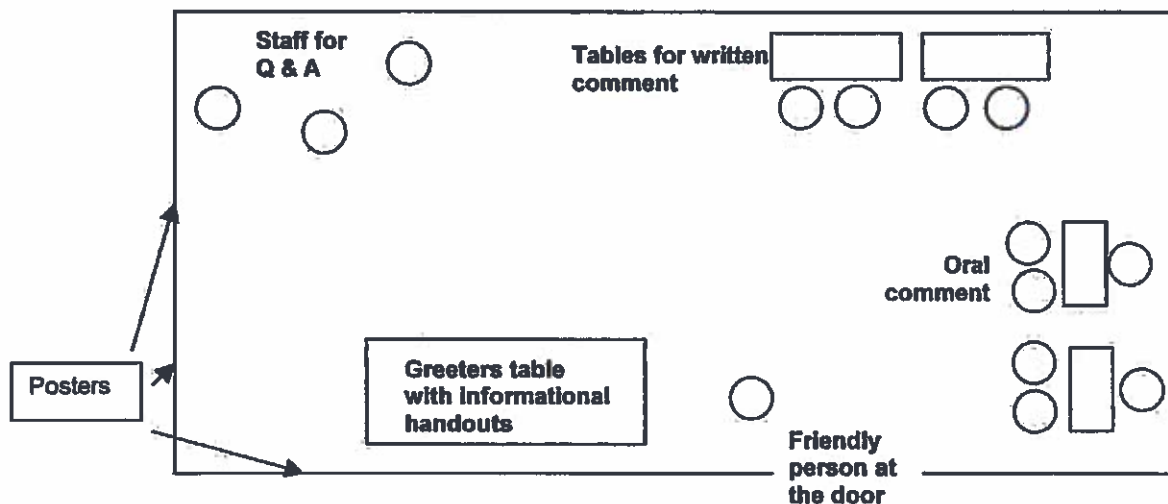 Staff for
Q & A
Tables for written
comment
Oral
comment
Posters
Greeters table
with informational
handouts
Friendly
person at
the door